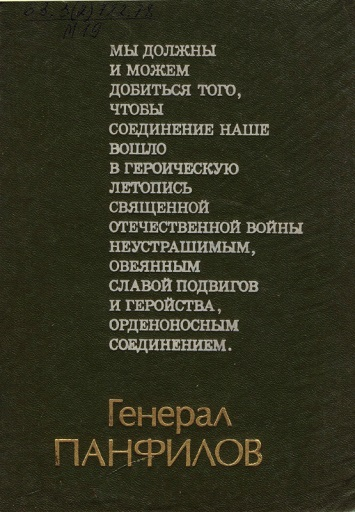 М19
МЫ ДОЛЖНЫ
И МОЖЕМ
ДОБИТЬСЯ ТОГО,
ЧТОБЫ
СОЕДИНЕНИЕ НАШЕ
ВОШЛО
В ГЕРОИЧЕСКУЮ
ЛЕТОПИСЬ
СВЯЩЕННОЙ
ОТЕЧЕСТВЕННОЙ ВОЙНЫ
НЕУСТРАШИМЫМ,
ОВЕЯННЫМ
СЛАВОЙ ПОДВИГОВ
И ГЕРОЙСТВА,
ОРДЕНОНОСНЫМ
СОЕДИНЕНИЕМ.
Генерал
ПАНФИЛОВ